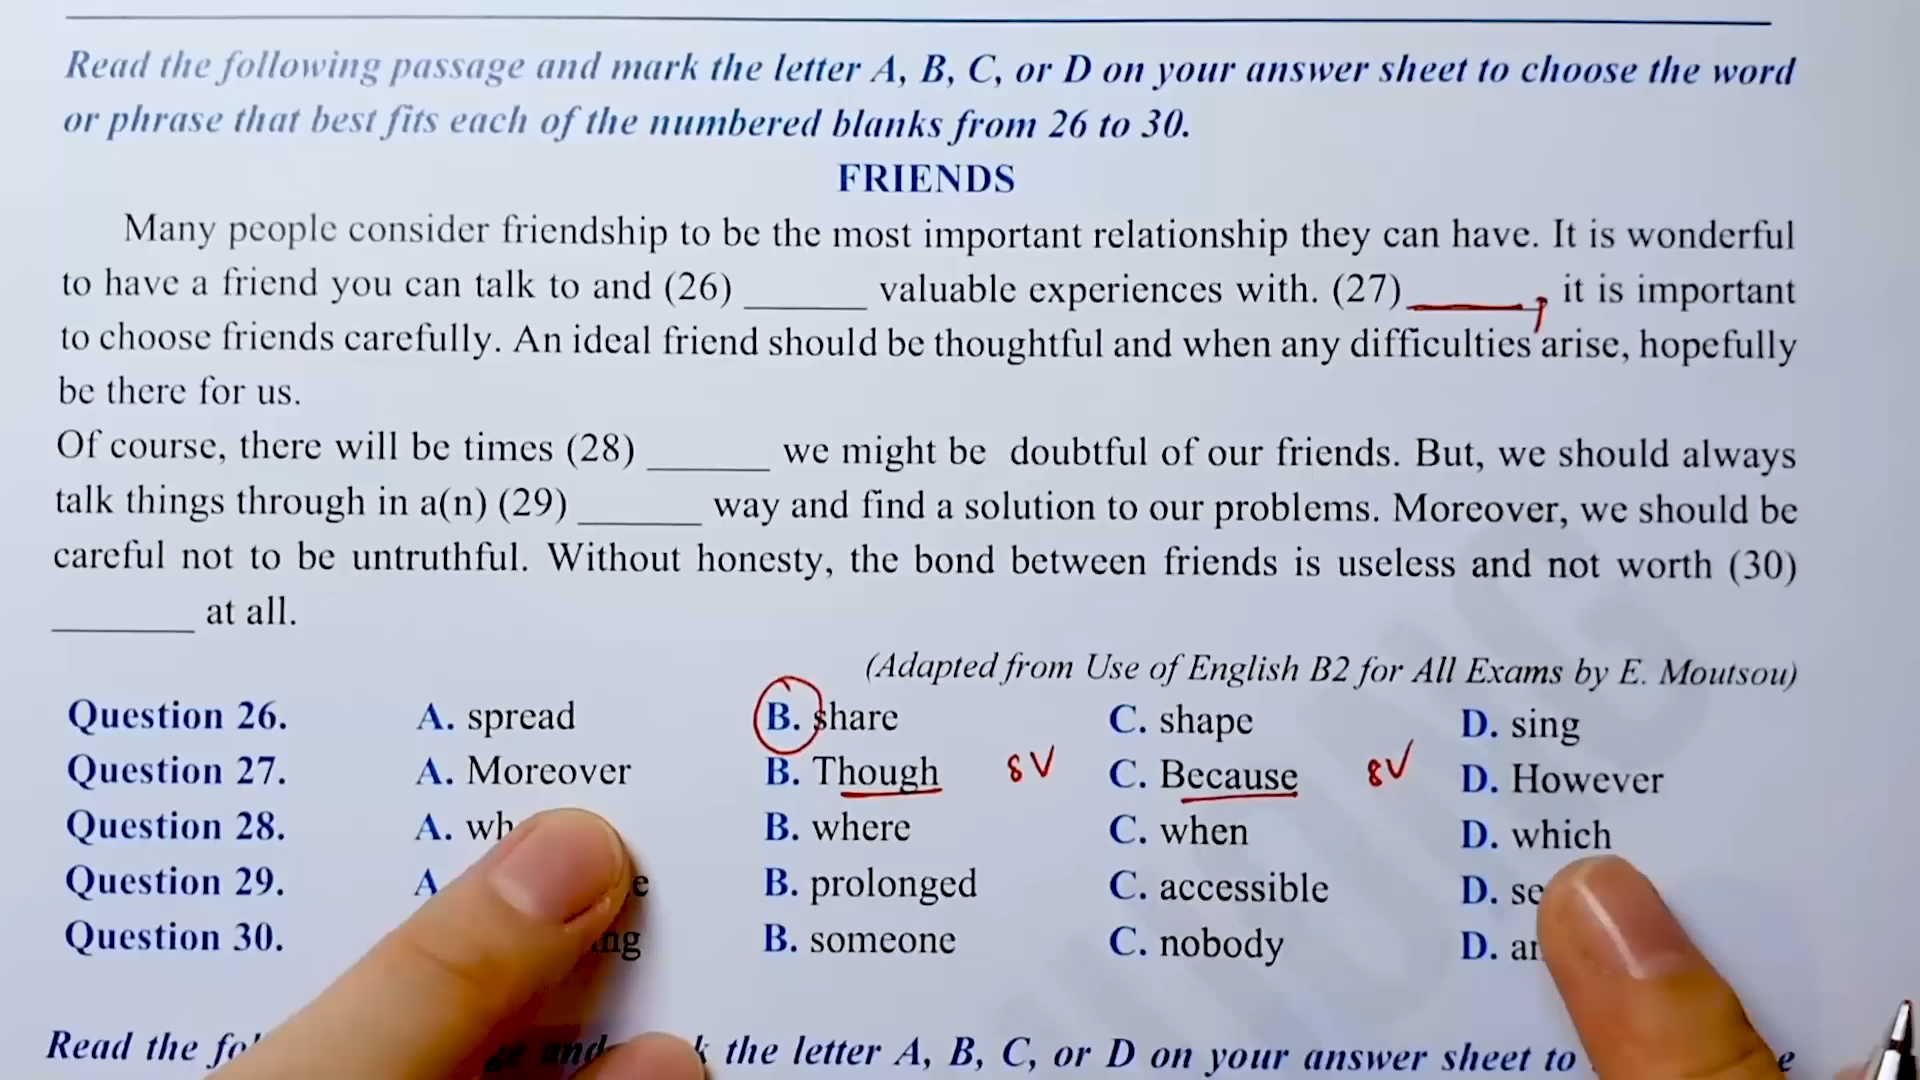 Read the following passage and mark the letter A, B, C, or D on your answer sheet to choose the word
or phrase that best fits each of the numbered blanks from 26 to 30.
FRIENDS
Many people consider friendship to be the most important relationship they can have. It is wonderful
to have a friend you can talk to and (26) ______ valuable experiences with. (27) ______, it is important
to choose friends carefully. An ideal friend should be thoughtful and when any difficulties arise, hopefully
be there for us.
Of course, there will be times (28) ______ we might be doubtful of our friends. But, we should always
talk things through in a(n) (29) ______ way and find a solution to our problems. Moreover, we should be
careful not to be untruthful. Without honesty, the bond between friends is useless and not worth (30)
______ at all.
(Adapted from Use of English B2 for All Exams by E. Moutsou)
Question 26. A. spread B. share C. shape D. sing
Question 27. A. Moreover B. Though SV C. Because SV D. However
Question 28. A. B. where C. when D. which
Question 29. A. B. prolonged C. accessible D.
Question 30. B. someone C. nobody D.
Read the the letter A, B, C, or D on your answer sheet to